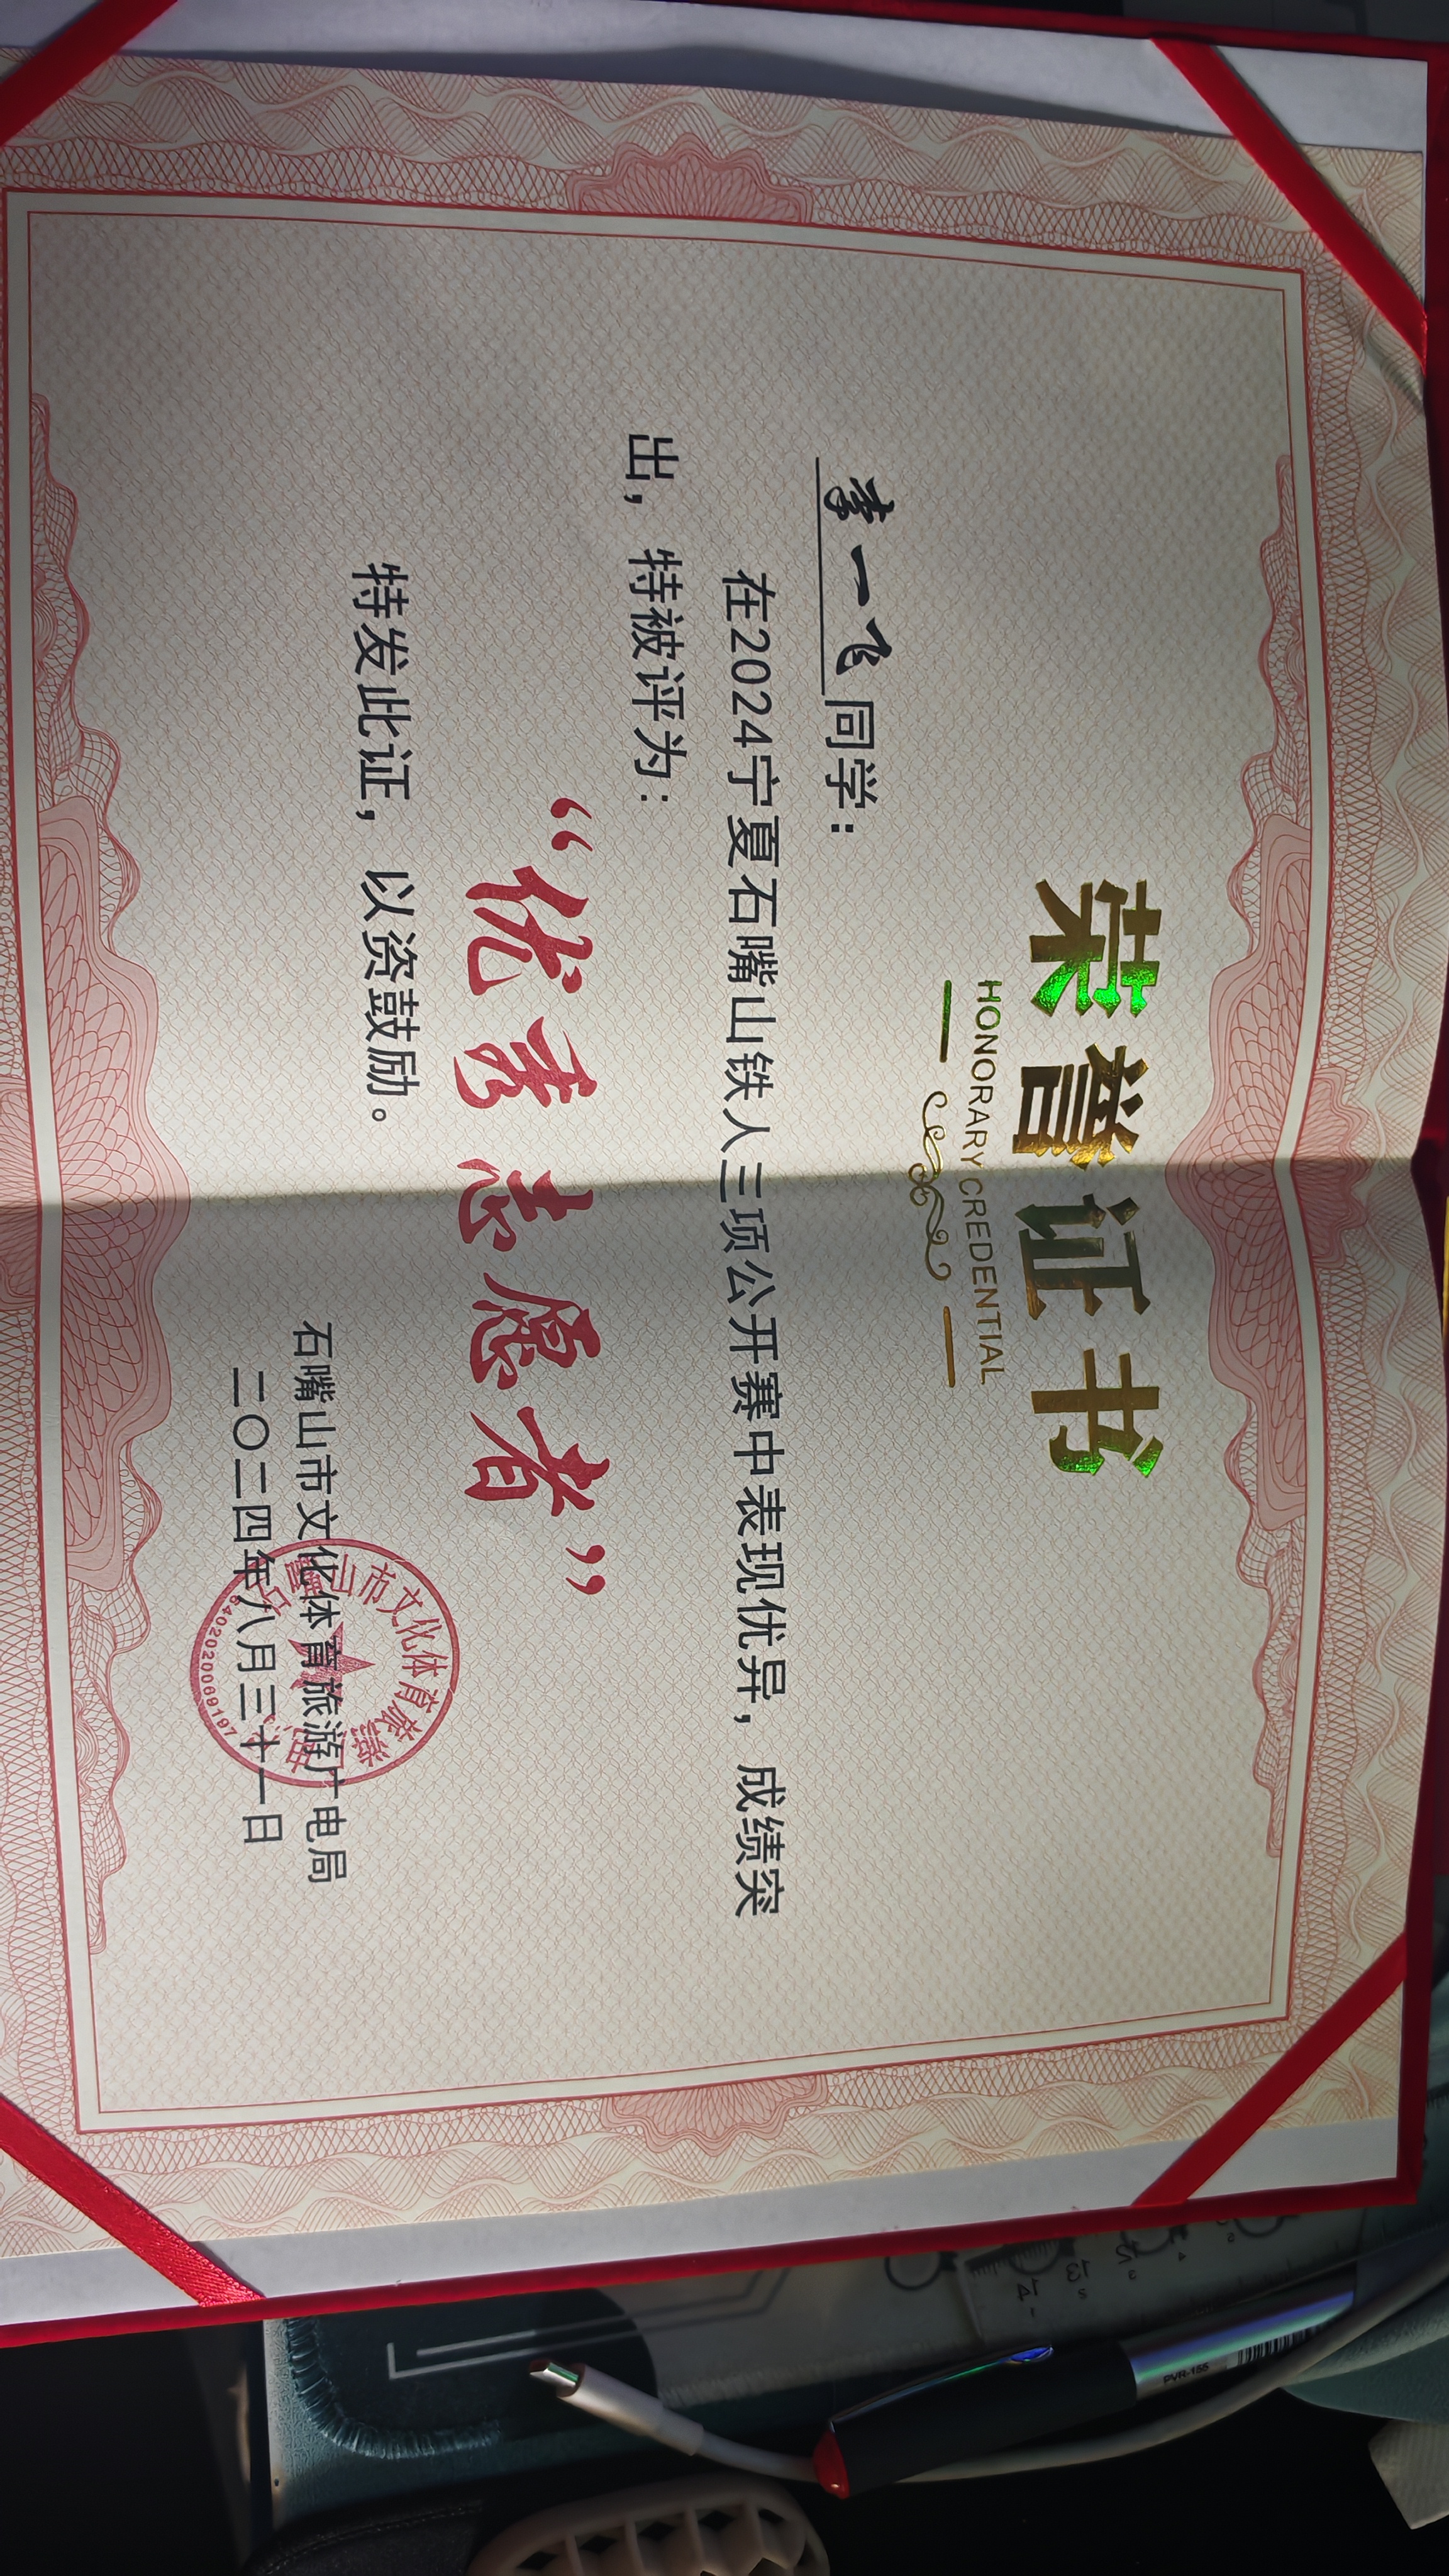 荣誉证书
HONORARY CREDENTIAL
李一飞同学：
在2024宁夏石嘴山铁人三项公开赛中表现优异，成绩突
出，特被评为：
“优秀志愿者”
特发此证，以资鼓励。
石嘴山市文化体育旅游广电局
二〇二四年八月三十一日
石嘴山市文化体育旅游广电局
6402020069197